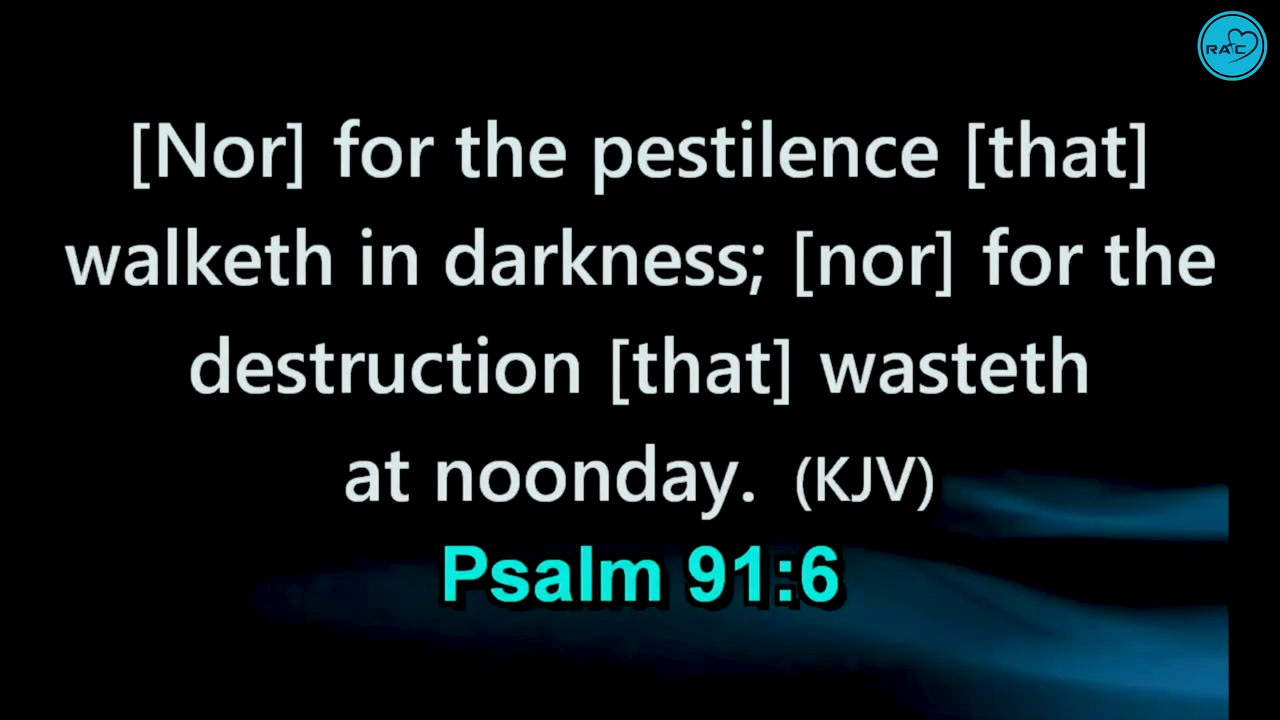 RAC
[Nor] for the pestilence [that]
walketh in darkness; [nor] for the
destruction [that] wasteth
at noonday. (KJV)
Psalm 91:6